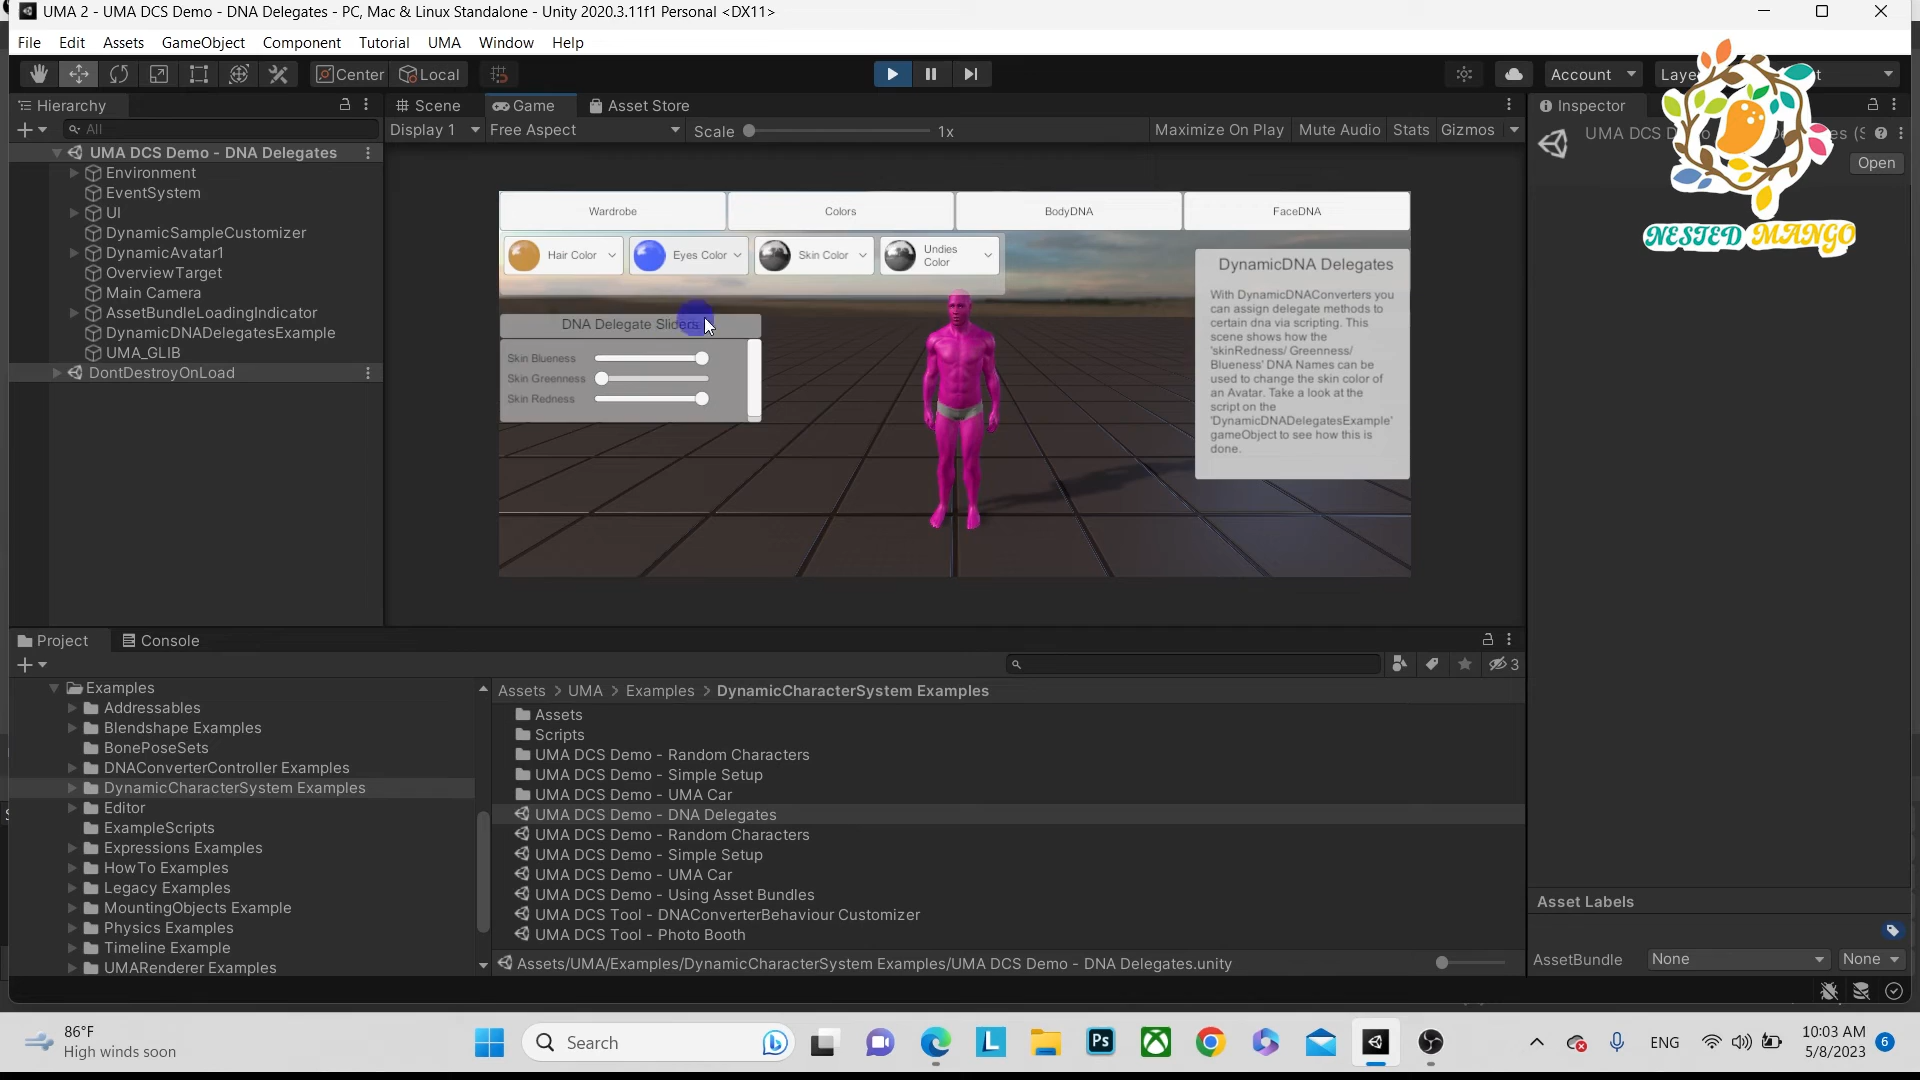 UMA 2 - UMA DCS Demo - DNA Delegates - PC, Mac & Linux Standalone - Unity 2020.3.11f1 Personal <DX11>
File Edit Assets GameObject Component Tutorial UMA Window Help
Center Local Account
Hierarchy
All
UMA DCS Demo - DNA Delegates
Environment
EventSystem
UI
DynamicSampleCustomizer
DynamicAvatar1
OverviewTarget
Main Camera
AssetBundleLoadingIndicator
DynamicDNADelegatesExample
UMA_GLIB
DontDestroyOnLoad
Scene Game Asset Store
Display 1 Free Aspect Scale 1x Maximize On Play Mute Audio Stats Gizmos
Wardrobe Colors BodyDNA FaceDNA
Hair Color Eyes Color Skin Color Undies
Color
DNA Delegate Sliders
Skin Blueness
Skin Greenness
Skin Redness
DynamicDNA Delegates
With DynamicDNAConverters you
can assign delegate methods to
certain dna via scripting. This
scene shows how the
'skinRedness/ Greenness/
Blueness' DNA Names can be
used to change the skin color of
an Avatar. Take a look at the
script on the
'DynamicDNADelegatesExample'
gameObject to see how this is
done.
Inspector
UMA DCS
Open
NESTED MANGO
Project Console
3
Examples
Addressables
Blendshape Examples
BonePoseSets
DNAConverterController Examples
DynamicCharacterSystem Examples
Editor
ExampleScripts
Expressions Examples
HowTo Examples
Legacy Examples
MountingObjects Example
Physics Examples
Timeline Example
UMARenderer Examples
Assets > UMA > Examples > DynamicCharacterSystem Examples
Assets
Scripts
UMA DCS Demo - Random Characters
UMA DCS Demo - Simple Setup
UMA DCS Demo - UMA Car
UMA DCS Demo - DNA Delegates
UMA DCS Demo - Random Characters
UMA DCS Demo - Simple Setup
UMA DCS Demo - UMA Car
UMA DCS Demo - Using Asset Bundles
UMA DCS Tool - DNAConverterBehaviour Customizer
UMA DCS Tool - Photo Booth
Assets/UMA/Examples/DynamicCharacterSystem Examples/UMA DCS Demo - DNA Delegates.unity
Asset Labels
AssetBundle None None
86°F
High winds soon
Search
ENG
10:03 AM
5/8/2023
6